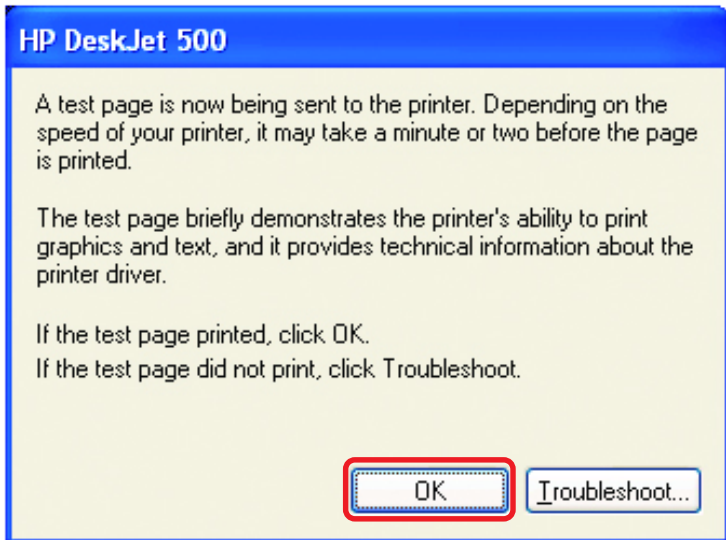 HP DeskJet 500
A test page is now being sent to the printer. Depending on the
speed of your printer, it may take a minute or two before the page
is printed.
The test page briefly demonstrates the printer's ability to print
graphics and text, and it provides technical information about the
printer driver.
If the test page printed, click OK.
If the test page did not print, click Troubleshoot.
OK Troubleshoot...